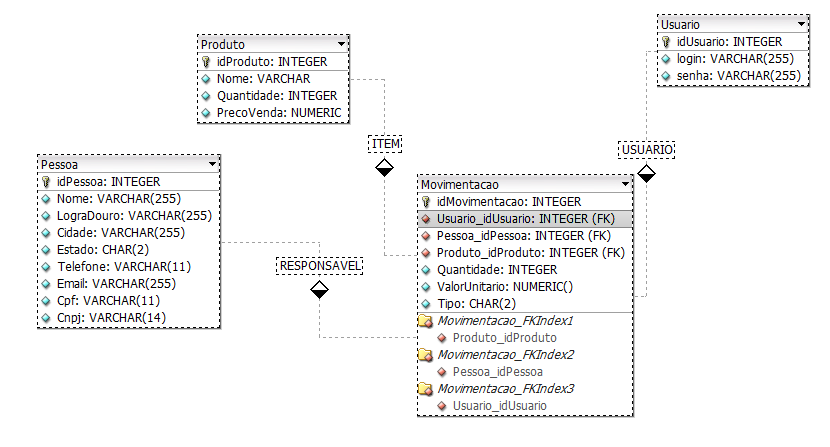 Produto
idProduto: INTEGER
Nome: VARCHAR
Quantidade: INTEGER
PrecoVenda: NUMERIC
Usuario
idUsuario: INTEGER
login: VARCHAR(255)
senha: VARCHAR(255)
ITEM
USUARIO
Pessoa
idPessoa: INTEGER
Nome: VARCHAR(255)
LograDouro: VARCHAR(255)
Cidade: VARCHAR(255)
Estado: CHAR(2)
Telefone: VARCHAR(11)
Email: VARCHAR(255)
Cpf: VARCHAR(11)
Cnpj: VARCHAR(14)
RESPONSAVEL
Movimentacao
idMovimentacao: INTEGER
Usuario_idUsuario: INTEGER (FK)
Pessoa_idPessoa: INTEGER (FK)
Produto_idProduto: INTEGER (FK)
Quantidade: INTEGER
ValorUnitario: NUMERIC()
Tipo: CHAR(2)
Movimentacao_FKIndex1
Produto_idProduto
Movimentacao_FKIndex2
Pessoa_idPessoa
Movimentacao_FKIndex3
Usuario_idUsuario